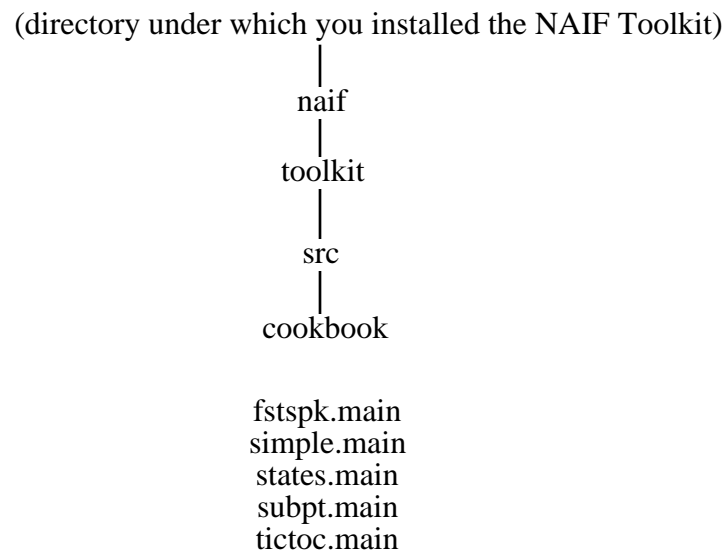 (directory under which you installed the NAIF Toolkit)
naif
toolkit
src
cookbook
fstspk.main
simple.main
states.main
subpt.main
tictoc.main